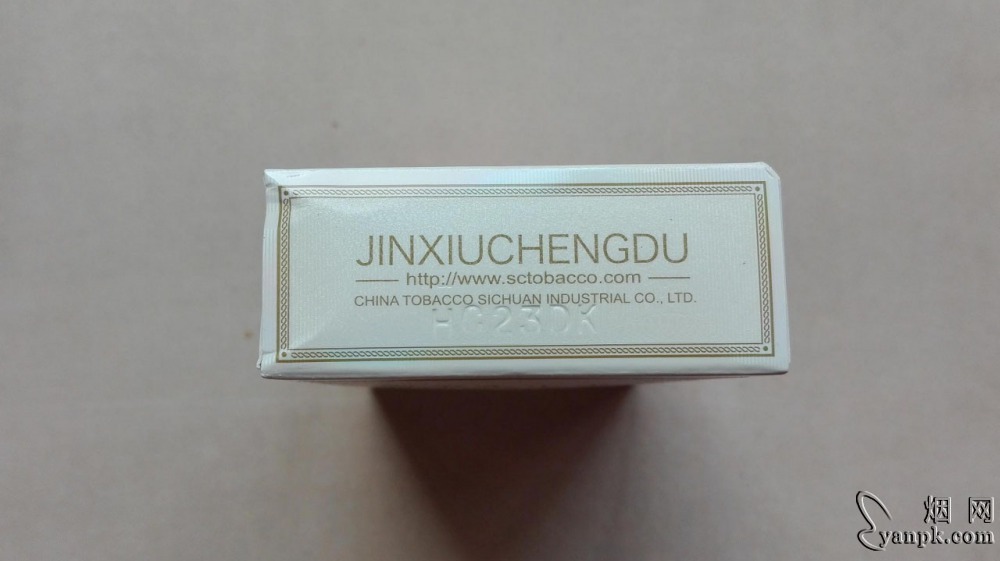 JINXIUCHENGDU
http://www.sctobacco.com
CHINA TOBACCO SICHUAN INDUSTRIAL CO., LTD.
HG23DK
烟网
yanpk.com